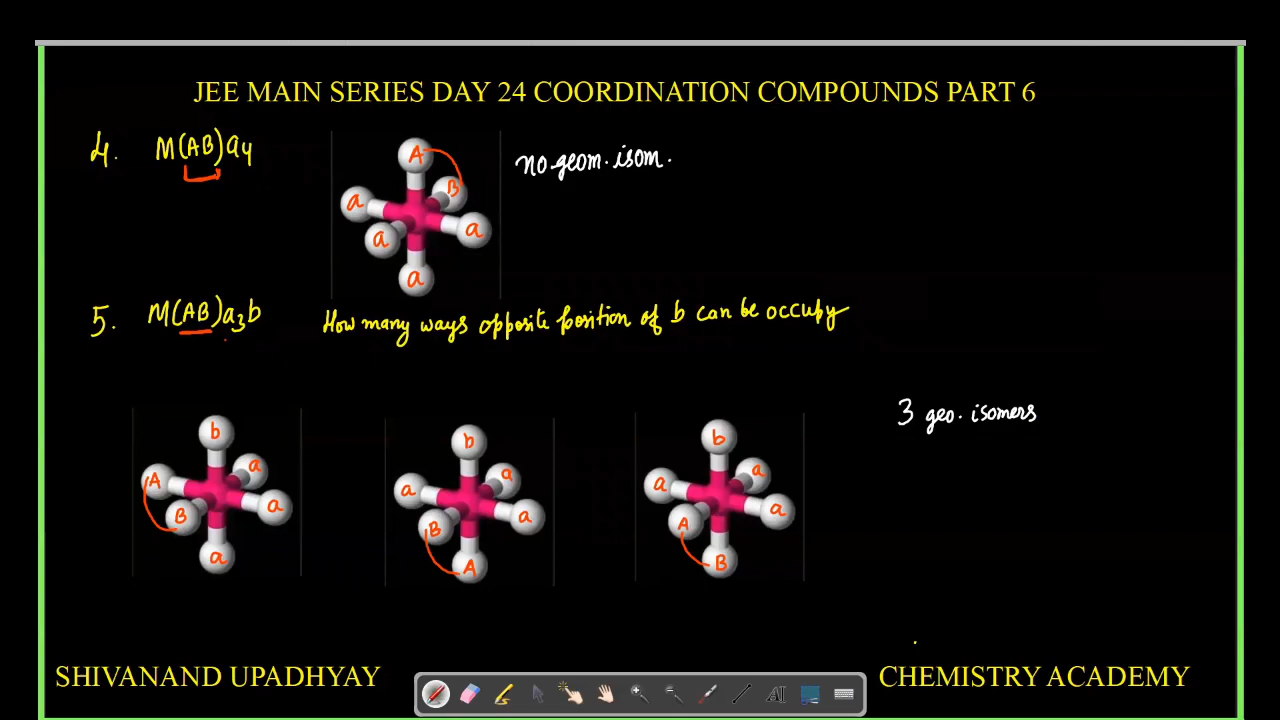 JEE MAIN SERIES DAY 24 COORDINATION COMPOUNDS PART 6
4. M(AB)a4 no geom. isom.
A
B
a
a
a
a
5. M(AB)a3b How many ways opposite position of b can be occupy
3 geo. isomers
b
A a
B a
a
b
a a
B a
A
b
a a
A a
B
SHIVANAND UPADHYAY
CHEMISTRY ACADEMY
AI